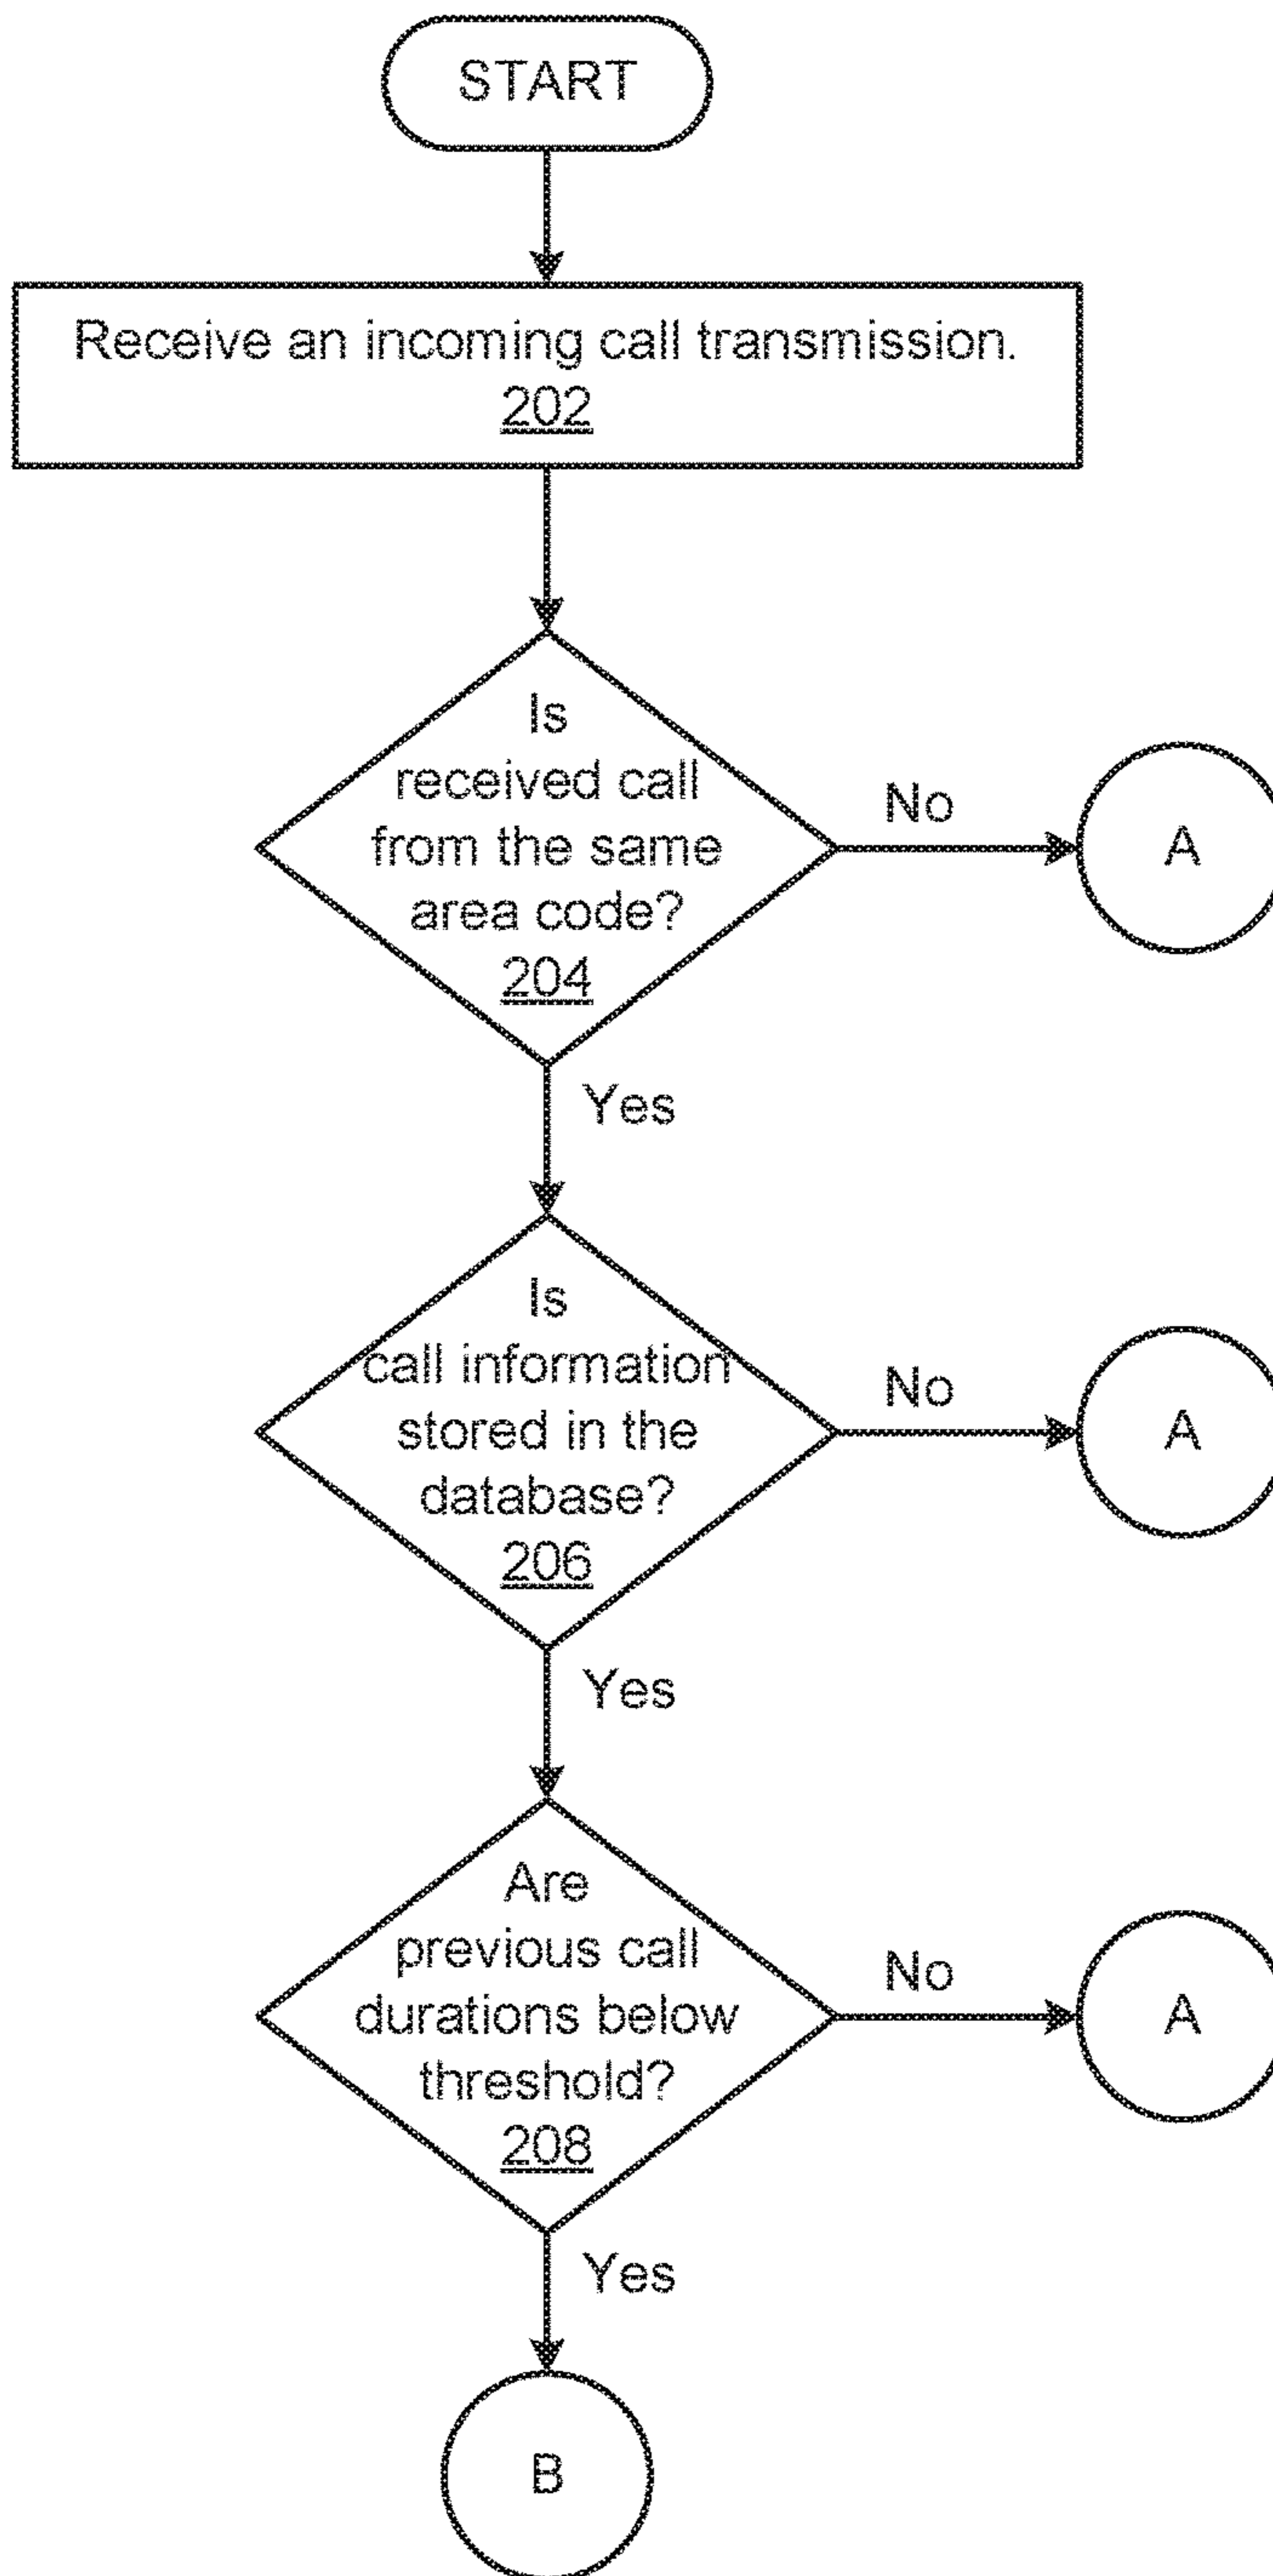 START
Receive an incoming call transmission.
202
Is
received call
from the same
area code?
204
No
A
Yes
Is
call information
stored in the
database?
206
No
A
Yes
Are
previous call
durations below
threshold?
208
No
A
Yes
B